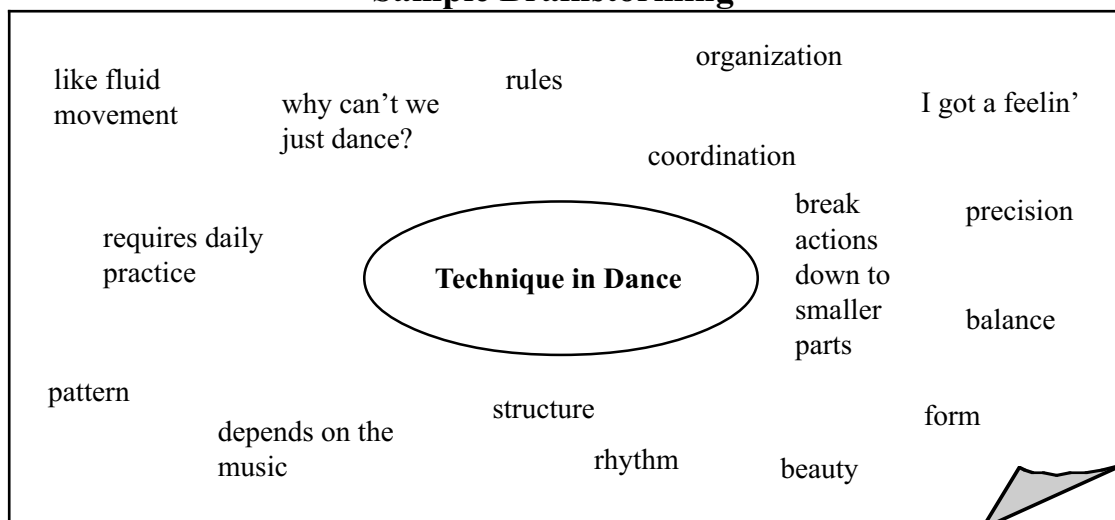 Sample Brainstorming
organization
like fluid
movement
rules
why can’t we
just dance?
I got a feelin’
coordination
break
actions
down to
smaller
parts
precision
requires daily
practice
Technique in Dance
balance
pattern
structure
form
depends on the
music
rhythm
beauty